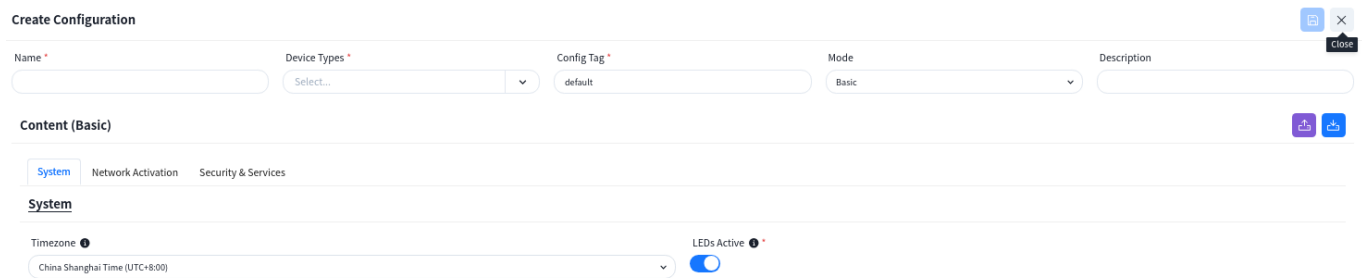 Create Configuration
Close
Name *
Device Types *
Config Tag *
Mode
Description
Select...
default
Basic
Content (Basic)
System
Network Activation
Security & Services
System
Timezone
LEDs Active *
China Shanghai Time (UTC+8:00)